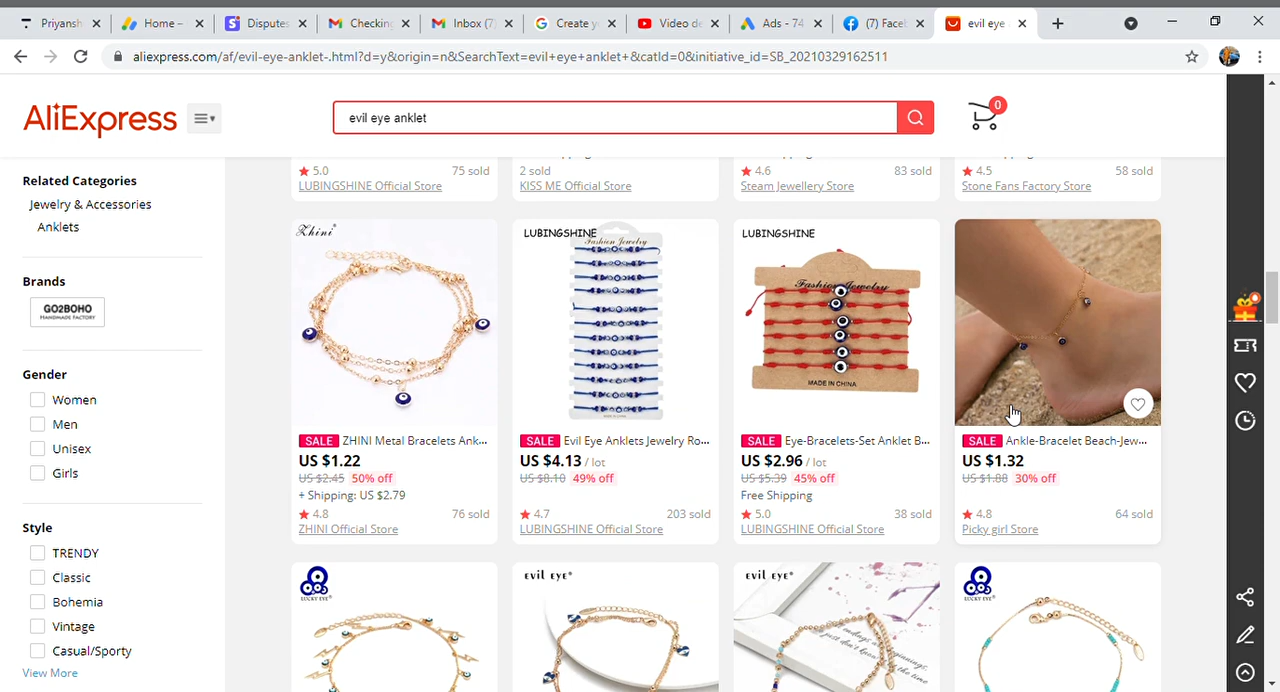 Priyansh
Home –
Disputes
Checking
Inbox (7)
Create y
Video de
Ads - 74
(7) Face
evil eye
aliexpress.com/af/evil-eye-anklet-.html?d=y&origin=n&SearchText=evil+eye+anklet+&catId=0&initiative_id=SB_20210329162511
AliExpress
evil eye anklet
0
Related Categories
Jewelry & Accessories
Anklets
Brands
GO2BOHO
HANDMADE FACTORY
Gender
Women
Men
Unisex
Girls
Style
TRENDY
Classic
Bohemia
Vintage
Casual/Sporty
View More
5.0 75 sold
LUBINGSHINE Official Store
2 sold
KISS ME Official Store
4.6 83 sold
Steam Jewellery Store
4.5 58 sold
Stone Fans Factory Store
Zhini
SALE ZHINI Metal Bracelets Ank...
US $1.22
US $2.45 50% off
+ Shipping: US $2.79
4.8 76 sold
ZHINI Official Store
LUBINGSHINE
Fashion Jewelry
SALE Evil Eye Anklets Jewelry Ro...
US $4.13 / lot
US $8.10 49% off
4.7 203 sold
LUBINGSHINE Official Store
LUBINGSHINE
Fashion Jewelry
MADE IN CHINA
SALE Eye-Bracelets-Set Anklet B...
US $2.96 / lot
US $5.39 45% off
Free Shipping
5.0 38 sold
LUBINGSHINE Official Store
SALE Ankle-Bracelet Beach-Jew...
US $1.32
US $1.88 30% off
4.8 64 sold
Picky girl Store
LUCKY EYE
EVIL EYE
EVIL EYE
LUCKY EYE